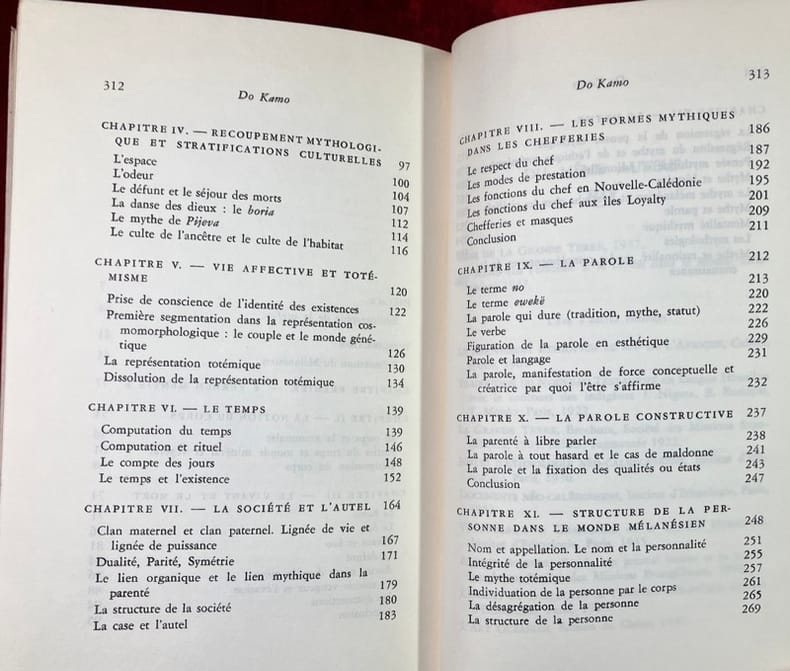 312
Do Kamo
CHAPITRE IV. — RECOUPEMENT MYTHOLOGI-
QUE ET STRATIFICATIONS CULTURELLES 97
L'espace 100
L'odeur 104
Le défunt et le séjour des morts 107
La danse des dieux : le boria 112
Le mythe de Pijeva 114
Le culte de l'ancêtre et le culte de l'habitat 116
CHAPITRE V. — VIE AFFECTIVE ET TOTÉ-
MISME 120
Prise de conscience de l'identité des existences 122
Première segmentation dans la représentation cos-
momorphologique : le couple et le monde géné-
tique 126
La représentation totémique 130
Dissolution de la représentation totémique 134
CHAPITRE VI. — LE TEMPS 139
Computation du temps 139
Computation et rituel 146
Le compte des jours 148
Le temps et l'existence 152
CHAPITRE VII. — LA SOCIÉTÉ ET L'AUTEL 164
Clan maternel et clan paternel. Lignée de vie et
lignée de puissance 167
Dualité, Parité, Symétrie 171
Le lien organique et le lien mythique dans la
parenté 179
La structure de la société 180
La case et l'autel 183
Do Kamo
313
CHAPITRE VIII. — LES FORMES MYTHIQUES
DANS LES CHEFFERIES 186
Le respect du chef 187
Les modes de prestation 192
Les fonctions du chef en Nouvelle-Calédonie 195
Les fonctions du chef aux îles Loyalty 201
Chefferies et masques 209
Conclusion 211
CHAPITRE IX. — LA PAROLE 212
Le terme no 213
Le terme ewekë 220
La parole qui dure (tradition, mythe, statut) 222
Le verbe 226
Figuration de la parole en esthétique 229
Parole et langage 231
La parole, manifestation de force conceptuelle et
créatrice par quoi l'être s'affirme 232
CHAPITRE X. — LA PAROLE CONSTRUCTIVE 237
La parenté à libre parler 238
La parole à tout hasard et le cas de maldonne 241
La parole et la fixation des qualités ou états 243
Conclusion 247
CHAPITRE XI. — STRUCTURE DE LA PER-
SONNE DANS LE MONDE MÉLANÉSIEN 248
Nom et appellation. Le nom et la personnalité 251
Intégrité de la personnalité 255
Le mythe totémique 257
Individuation de la personne par le corps 261
La désagrégation de la personne 265
La structure de la personne 269